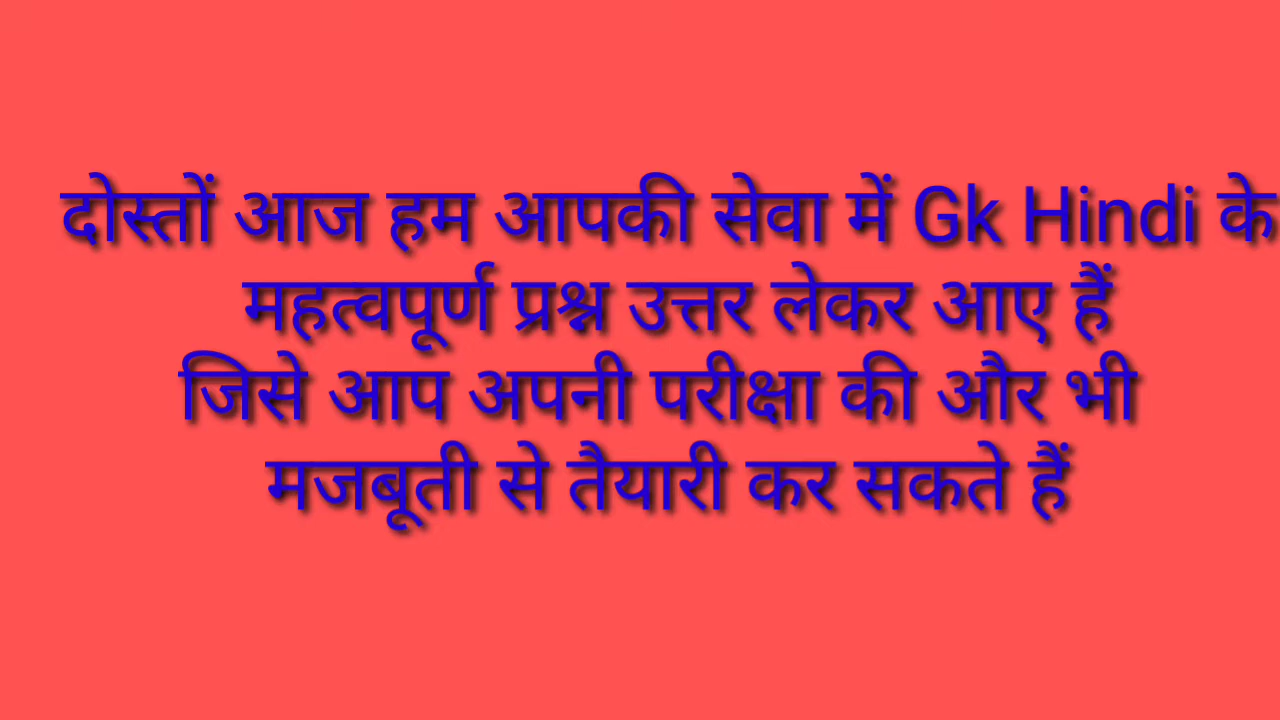 दोस्तों आज हम आपकी सेवा में Gk Hindi के
महत्वपूर्ण प्रश्न उत्तर लेकर आए हैं
जिसे आप अपनी परीक्षा की और भी
मजबूती से तैयारी कर सकते हैं